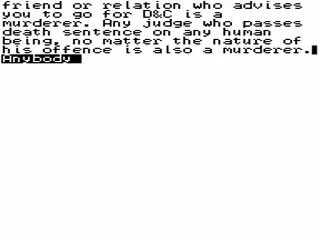 friend or relation who advises
you to go for D&C is a
murderer. Any judge who passes
death sentence on any human
being, no matter the nature of
his offence is also a murderer.
Anybody